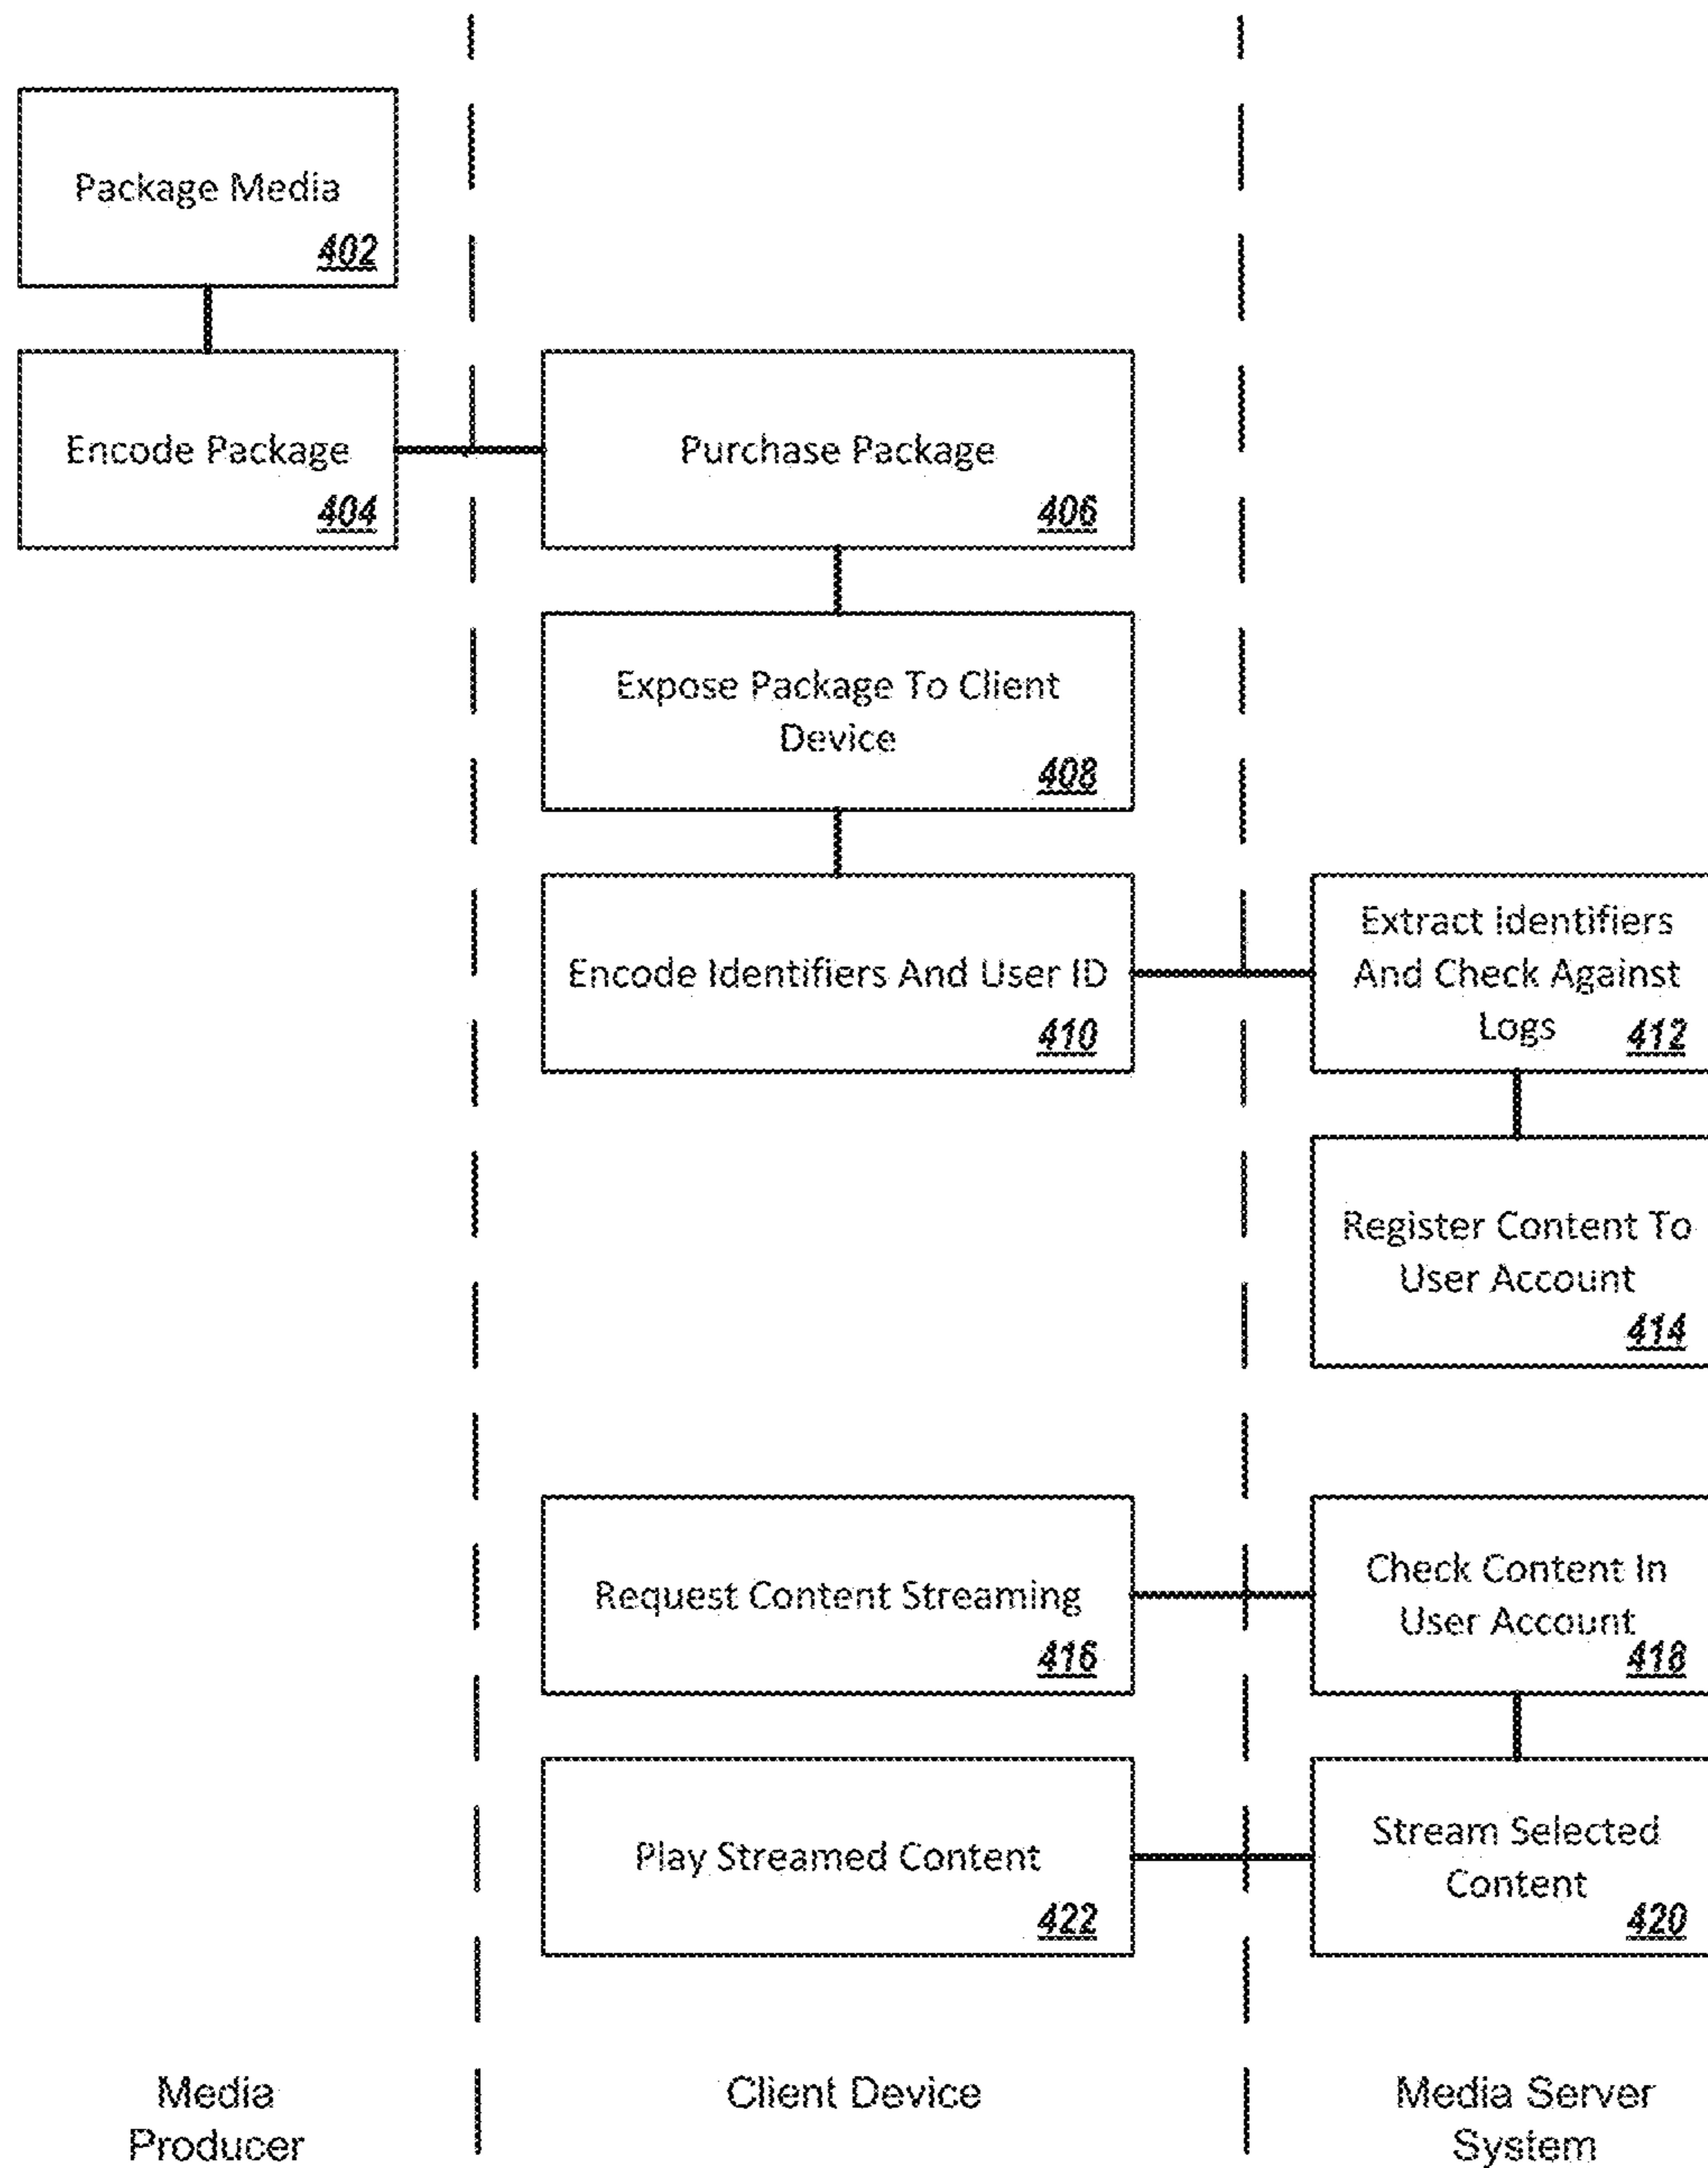 Package Media
402
Encode Package
404
Purchase Package
406
Expose Package To Client
Device
408
Encode Identifiers And User ID
410
Extract Identifiers
And Check Against
Logs
412
Register Content To
User Account
414
Request Content Streaming
416
Check Content In
User Account
418
Play Streamed Content
422
Stream Selected
Content
420
Media
Producer
Client Device
Media Server
System